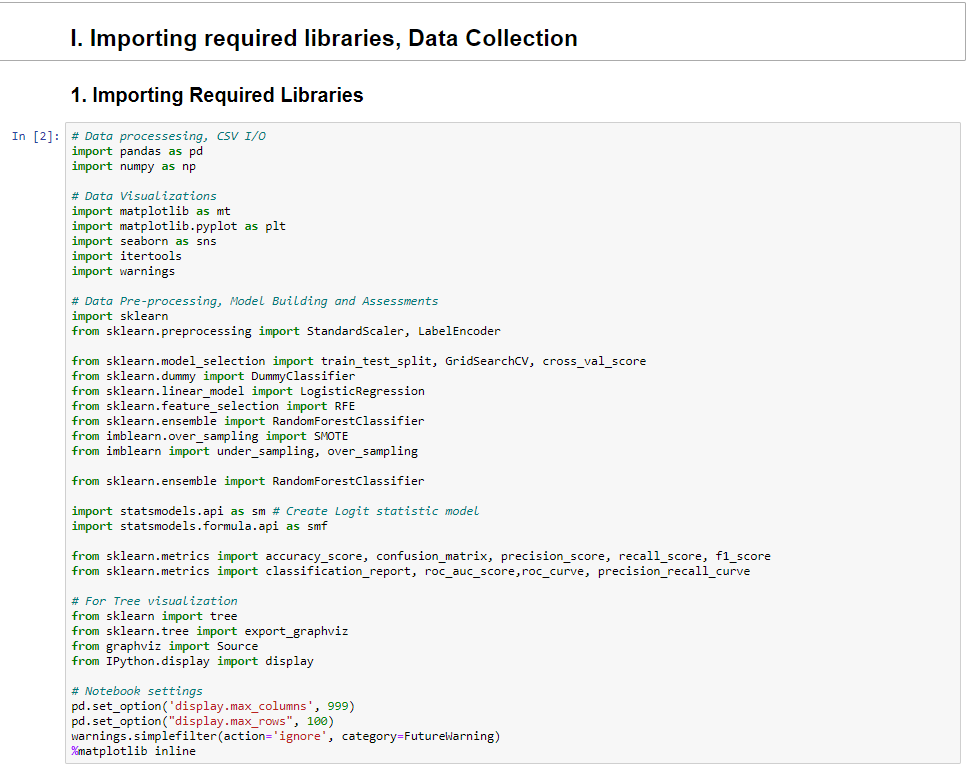 I. Importing required libraries, Data Collection
1. Importing Required Libraries
In [2]:
# Data processesing, CSV I/O
import pandas as pd
import numpy as np
# Data Visualizations
import matplotlib as mt
import matplotlib.pyplot as plt
import seaborn as sns
import itertools
import warnings
# Data Pre-processing, Model Building and Assessments
import sklearn
from sklearn.preprocessing import StandardScaler, LabelEncoder
from sklearn.model_selection import train_test_split, GridSearchCV, cross_val_score
from sklearn.dummy import DummyClassifier
from sklearn.linear_model import LogisticRegression
from sklearn.feature_selection import RFE
from sklearn.ensemble import RandomForestClassifier
from imblearn.over_sampling import SMOTE
from imblearn import under_sampling, over_sampling
from sklearn.ensemble import RandomForestClassifier
import statsmodels.api as sm # Create Logit statistic model
import statsmodels.formula.api as smf
from sklearn.metrics import accuracy_score, confusion_matrix, precision_score, recall_score, f1_score
from sklearn.metrics import classification_report, roc_auc_score,roc_curve, precision_recall_curve
# For Tree visualization
from sklearn import tree
from sklearn.tree import export_graphviz
from graphviz import Source
from IPython.display import display
# Notebook settings
pd.set_option('display.max_columns', 999)
pd.set_option("display.max_rows", 100)
warnings.simplefilter(action='ignore', category=FutureWarning)
%matplotlib inline